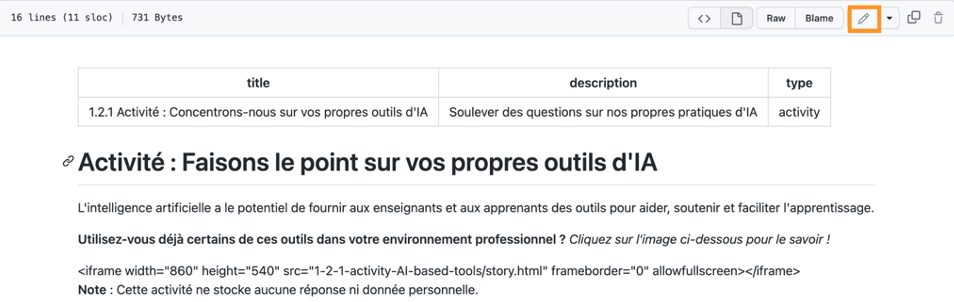 16 lines (11 sloc) 731 Bytes <> Raw Blame
title description type
1.2.1 Activité : Concentrons-nous sur vos propres outils d'IA Soulever des questions sur nos propres pratiques d'IA activity
Activité : Faisons le point sur vos propres outils d'IA
L'intelligence artificielle a le potentiel de fournir aux enseignants et aux apprenants des outils pour aider, soutenir et faciliter l'apprentissage.
Utilisez-vous déjà certains de ces outils dans votre environnement professionnel ? Cliquez sur l'image ci-dessous pour le savoir !
<iframe width="860" height="540" src="1-2-1-activity-AI-based-tools/story.html" frameborder="0" allowfullscreen></iframe>
Note : Cette activité ne stocke aucune réponse ni donnée personnelle.